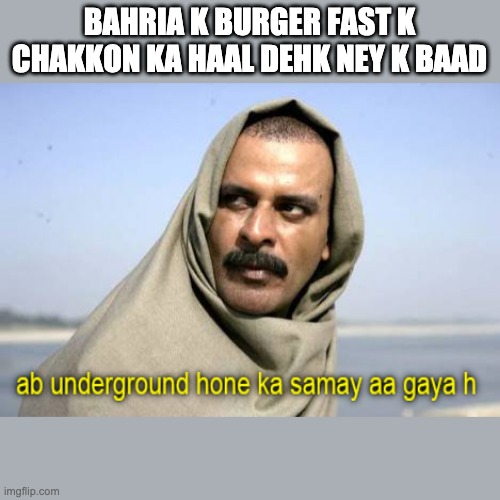 BAHRIA K BURGER FAST K
CHAKKON KA HAAL DEHK NEY K BAAD
ab underground hone ka samay aa gaya h
imgflip.com